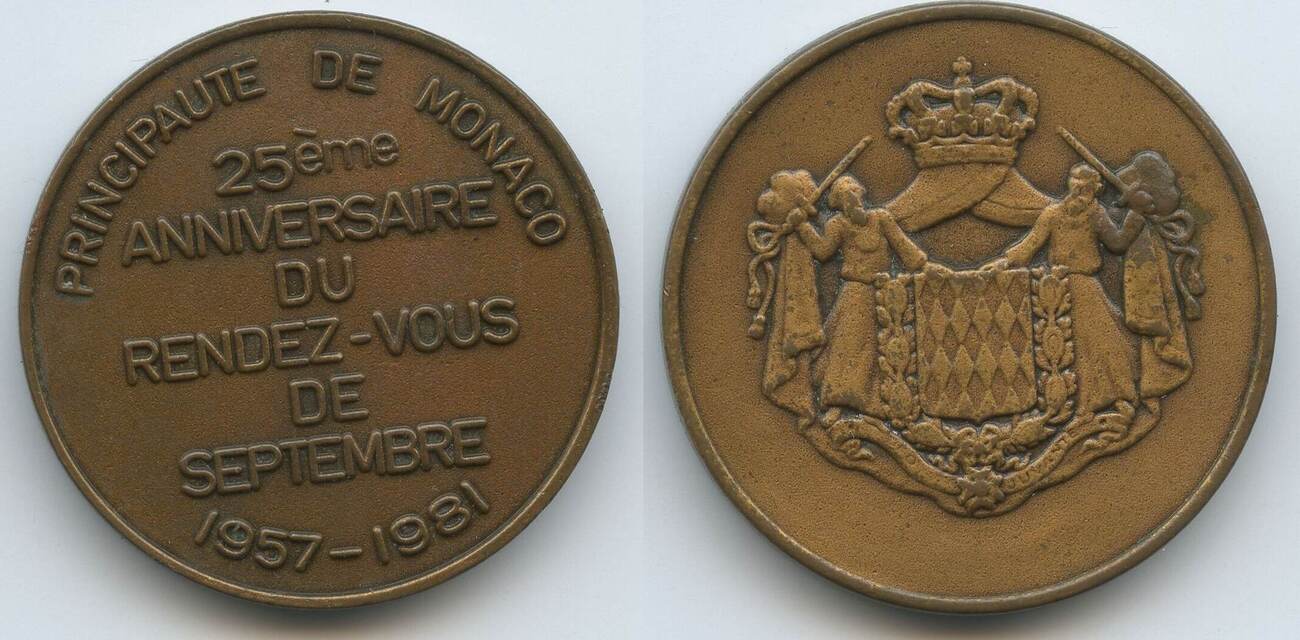 PRINCIPAUTE DE MONACO
25ème
ANNIVERSAIRE
DU
RENDEZ-VOUS
DE
SEPTEMBRE
1957-1981